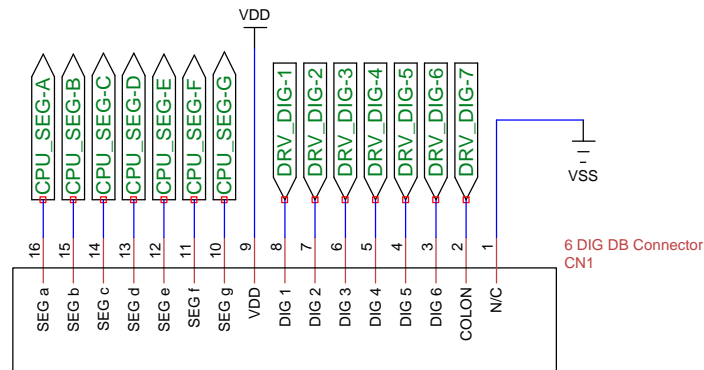 VDD
CPU_SEG-A
CPU_SEG-B
CPU_SEG-C
CPU_SEG-D
CPU_SEG-E
CPU_SEG-F
CPU_SEG-G
DRV_DIG-1
DRV_DIG-2
DRV_DIG-3
DRV_DIG-4
DRV_DIG-5
DRV_DIG-6
DRV_DIG-7
VSS
16
15
14
13
12
11
10
9
8
7
6
5
4
3
2
1
6 DIG DB Connector
CN1
SEG a
SEG b
SEG c
SEG d
SEG e
SEG f
SEG g
VDD
DIG 1
DIG 2
DIG 3
DIG 4
DIG 5
DIG 6
COLON
N/C